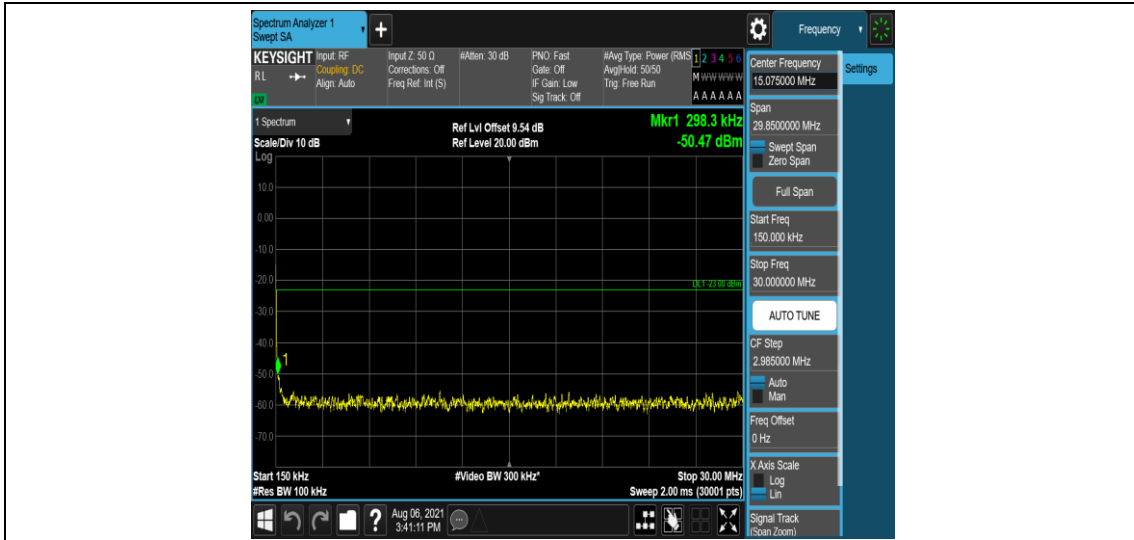 Spectrum Analyzer 1
Swept SA
Frequency
KEYSIGHT
RL
Input: RF
Coupling: DC
Align: Auto
Input Z: 50 Ω
Corrections: Off
Freq Ref: Int (S)
#Atten: 30 dB
PNO: Fast
Gate: Off
IF Gain: Low
Sig Track: Off
#Avg Type: Power (RMS
Avg|Hold: 50/50
Trig: Free Run
1 2 3 4 5 6
M W W W W W
A A A A A A
1 Spectrum
Scale/Div 10 dB
Log
Ref Lvl Offset 9.54 dB
Ref Level 20.00 dBm
Mkr1 298.3 kHz
-50.47 dBm
10.0
0.00
-10.0
-20.0
DL1 -23.00 dBm
-30.0
-40.0
1
-50.0
-60.0
-70.0
Start 150 kHz
#Res BW 100 kHz
#Video BW 300 kHz*
Stop 30.00 MHz
Sweep 2.00 ms (30001 pts)
Aug 06, 2021
3:41:11 PM
Center Frequency
15.075000 MHz
Settings
Span
29.8500000 MHz
Swept Span
Zero Span
Full Span
Start Freq
150.000 kHz
Stop Freq
30.000000 MHz
AUTO TUNE
CF Step
2.985000 MHz
Auto
Man
Freq Offset
0 Hz
X Axis Scale
Log
Lin
Signal Track
(Span Zoom)